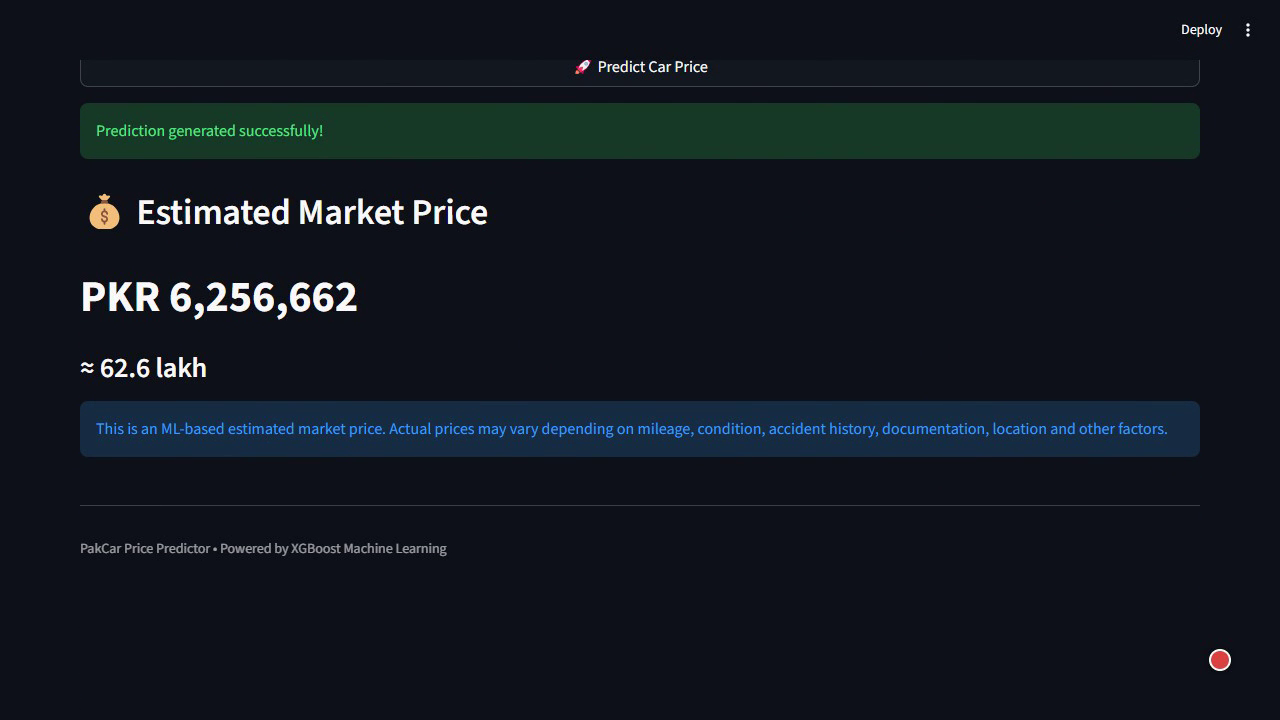 Deploy
🚀 Predict Car Price
Prediction generated successfully!
💰 Estimated Market Price
PKR 6,256,662
≈ 62.6 lakh
This is an ML-based estimated market price. Actual prices may vary depending on mileage, condition, accident history, documentation, location and other factors.
PakCar Price Predictor • Powered by XGBoost Machine Learning